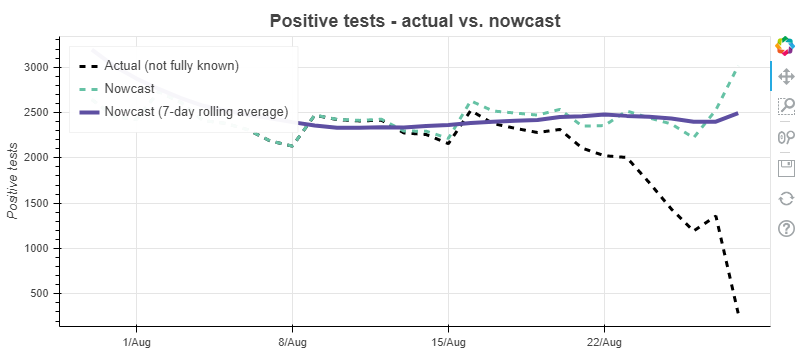 Positive tests - actual vs. nowcast
Actual (not fully known)
Nowcast
Nowcast (7-day rolling average)
Positive tests
3000
2500
2000
1500
1000
500
1/Aug
8/Aug
15/Aug
22/Aug